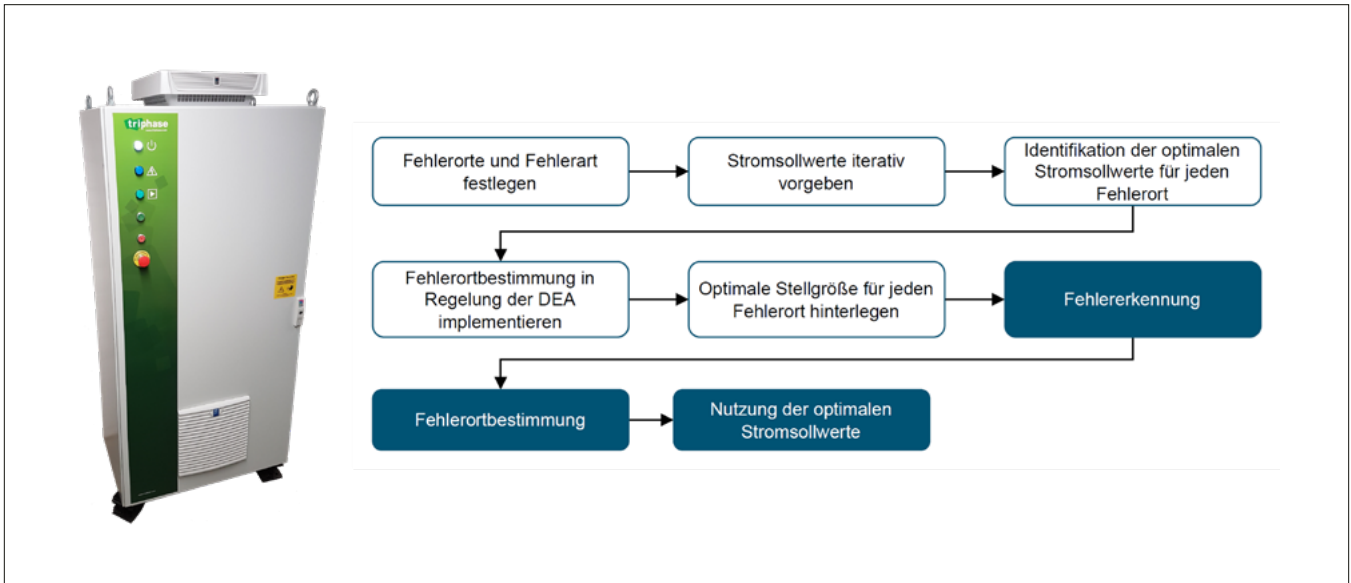 triphase
Fehlerorte und Fehlerart
festlegen
Stromsollwerte iterativ
vorgeben
Identifikation der optimalen
Stromsollwerte für jeden
Fehlerort
Fehlerortbestimmung in
Regelung der DEA
implementieren
Optimale Stellgröße für jeden
Fehlerort hinterlegen
Fehlererkennung
Fehlerortbestimmung
Nutzung der optimalen
Stromsollwerte